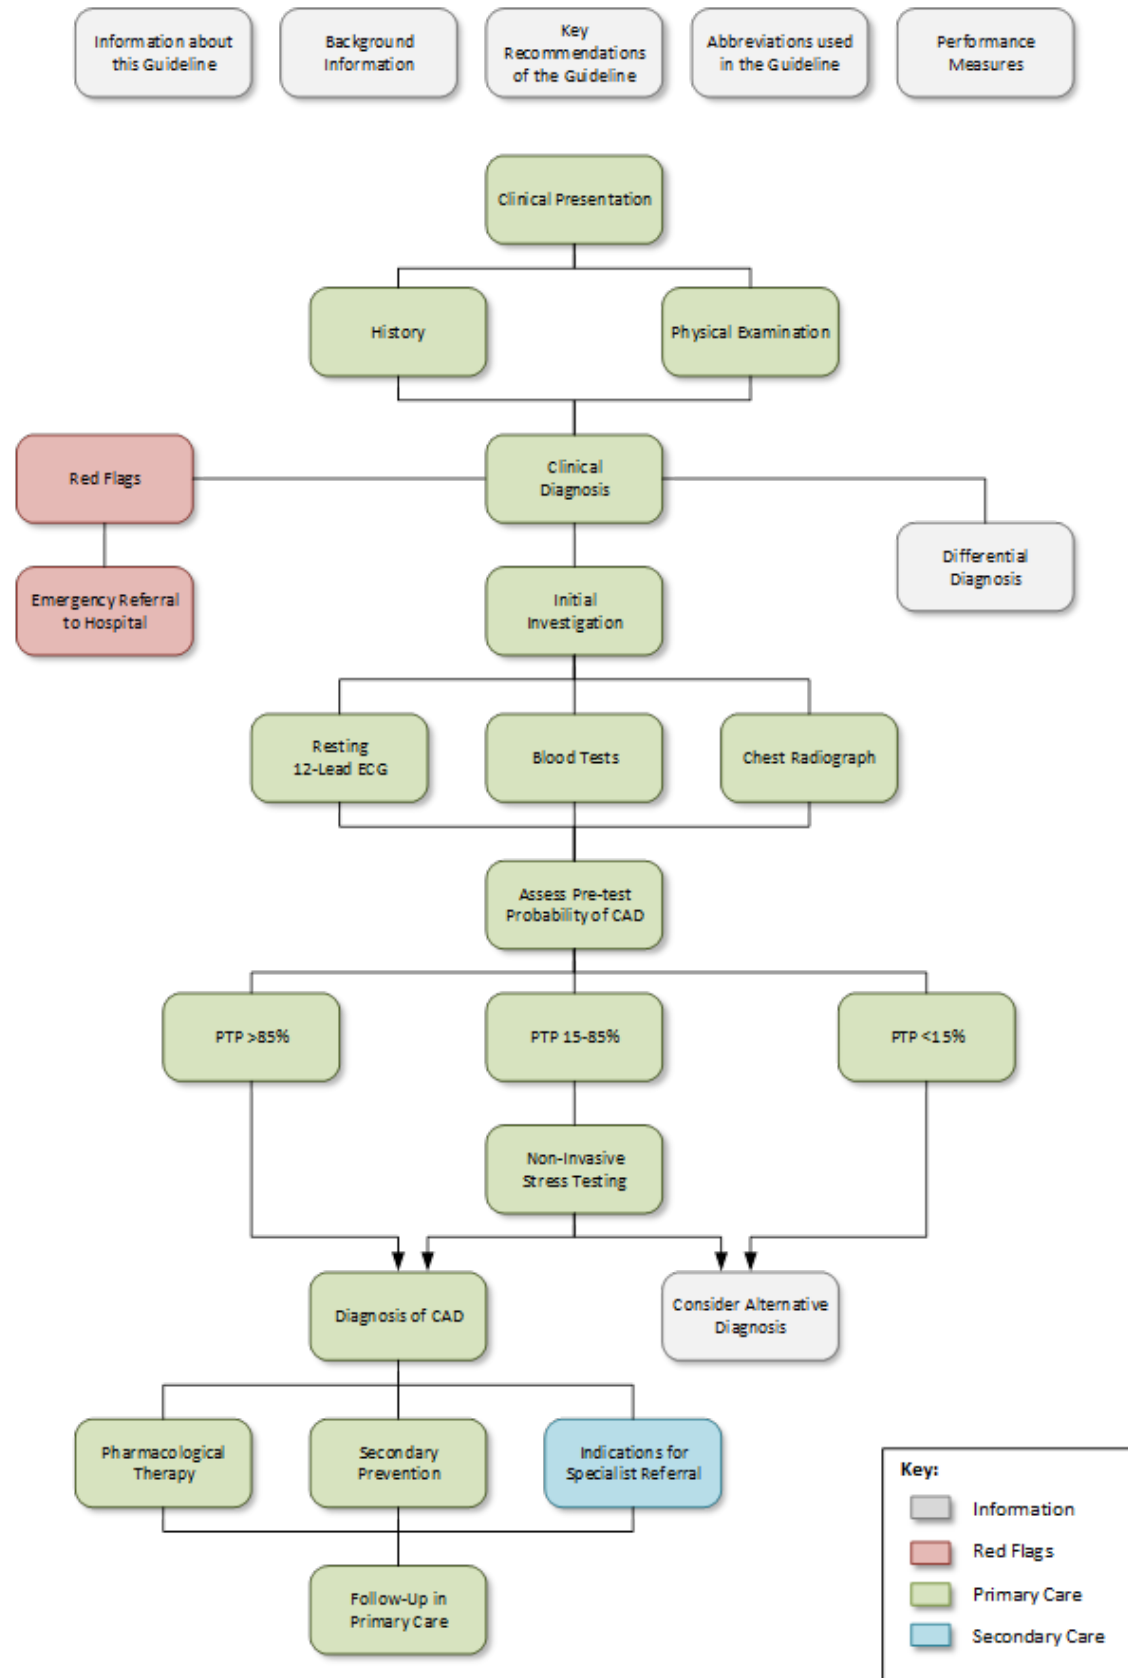 Information about
this Guideline
Background
Information
Key
Recommendations
of the Guideline
Abbreviations used
in the Guideline
Performance
Measures
Clinical Presentation
History
Physical Examination
Red Flags
Clinical
Diagnosis
Differential
Diagnosis
Emergency Referral
to Hospital
Initial
Investigation
Resting
12-Lead ECG
Blood Tests
Chest Radiograph
Assess Pre-test
Probability of CAD
PTP >85%
PTP 15-85%
PTP <15%
Non-Invasive
Stress Testing
Diagnosis of CAD
Consider Alternative
Diagnosis
Pharmacological
Therapy
Secondary
Prevention
Indications for
Specialist Referral
Follow-Up in
Primary Care
Key:
Information
Red Flags
Primary Care
Secondary Care